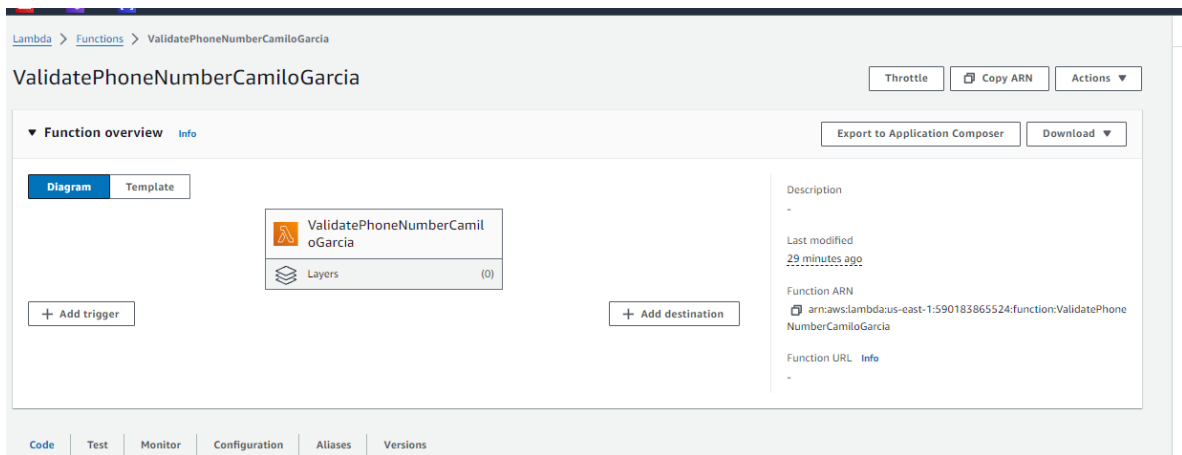 Lambda > Functions > ValidatePhoneNumberCamiloGarcia
ValidatePhoneNumberCamiloGarcia
Throttle
Copy ARN
Actions
Function overview Info
Export to Application Composer
Download
Diagram
Template
ValidatePhoneNumberCamil
oGarcia
Layers (0)
+ Add trigger
+ Add destination
Description
-
Last modified
29 minutes ago
Function ARN
arn:aws:lambda:us-east-1:590183865524:function:ValidatePhone
NumberCamiloGarcia
Function URL Info
-
Code
Test
Monitor
Configuration
Aliases
Versions